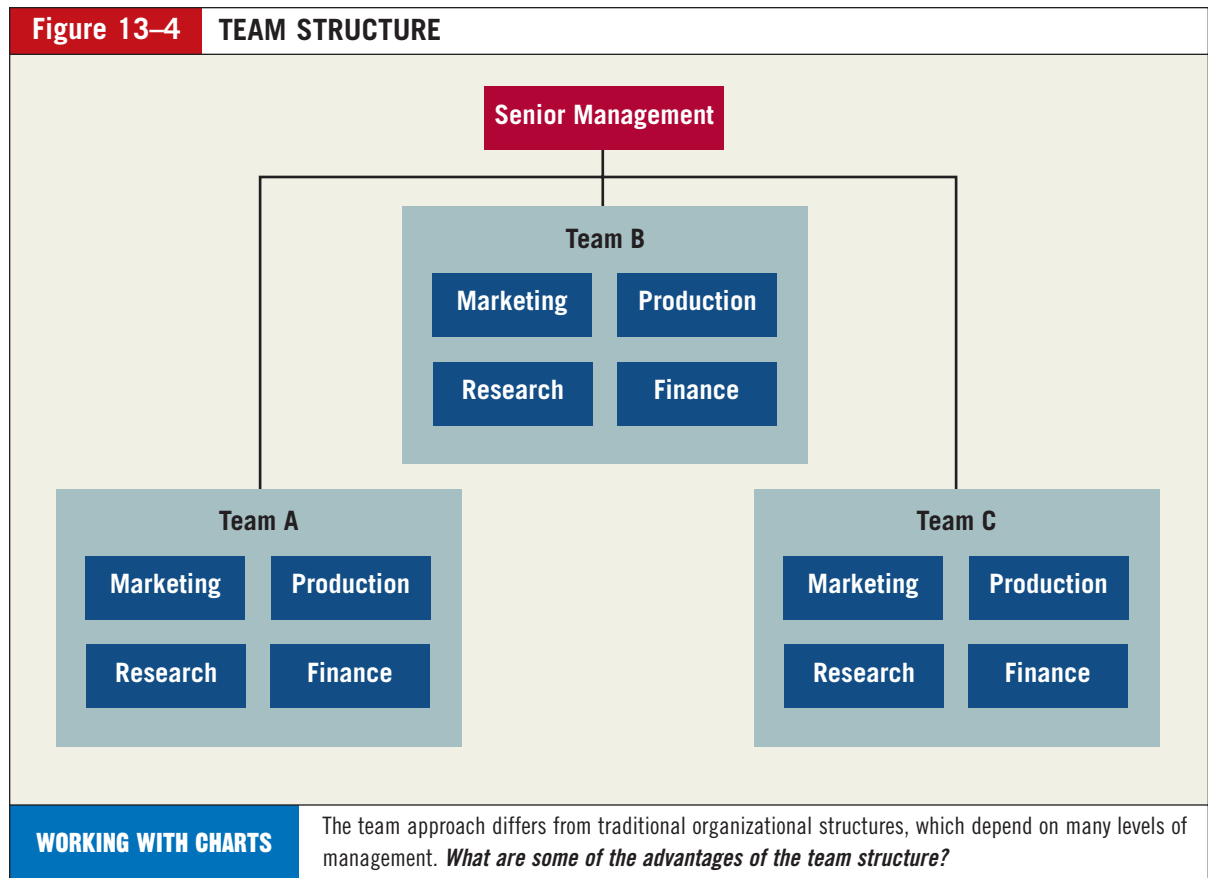 Figure 13–4 TEAM STRUCTURE
Senior Management
Team B
Marketing Production
Research Finance
Team A
Marketing Production
Research Finance
Team C
Marketing Production
Research Finance
WORKING WITH CHARTS
The team approach differs from traditional organizational structures, which depend on many levels of
management. What are some of the advantages of the team structure?